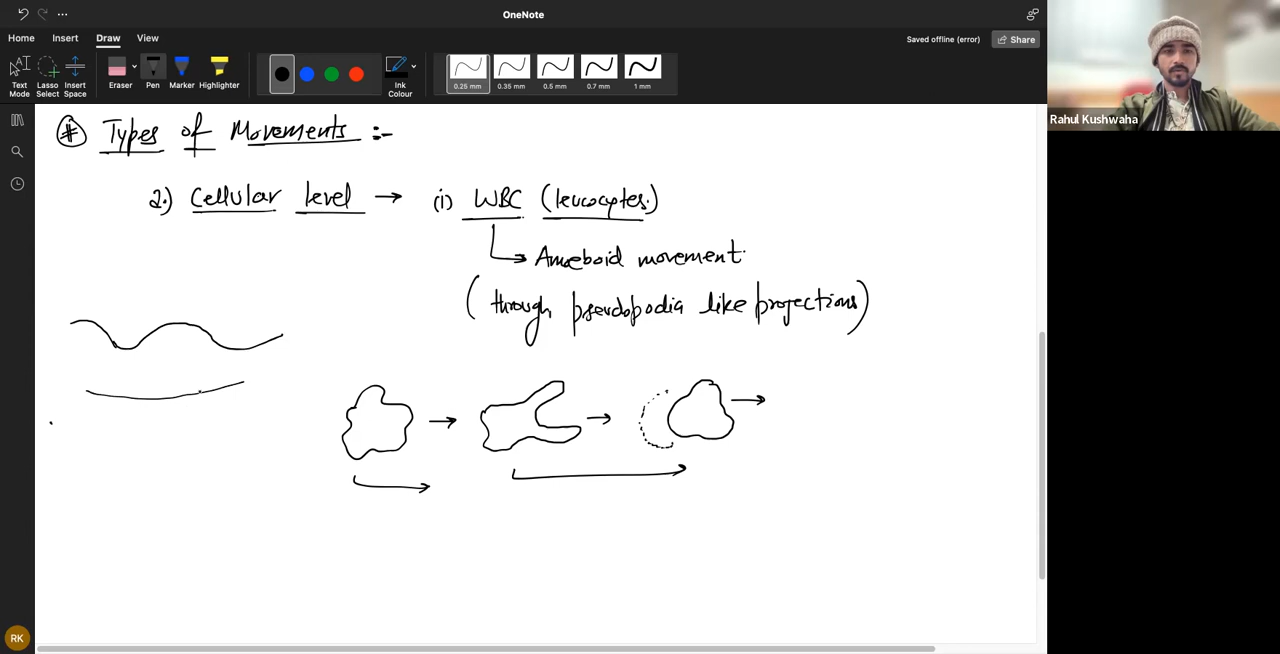 OneNote
Home Insert Draw View
Saved offline (error) Share
Text Mode Lasso Select Insert Space Eraser Pen Marker Highlighter Ink Colour 0.25 mm 0.35 mm 0.5 mm 0.7 mm 1 mm
Rahul Kushwaha
# Types of Movements :-
2.) Cellular level → (i) WBC (leucocytes.)
Amoeboid movement
(through pseudopodia like projections)
RK